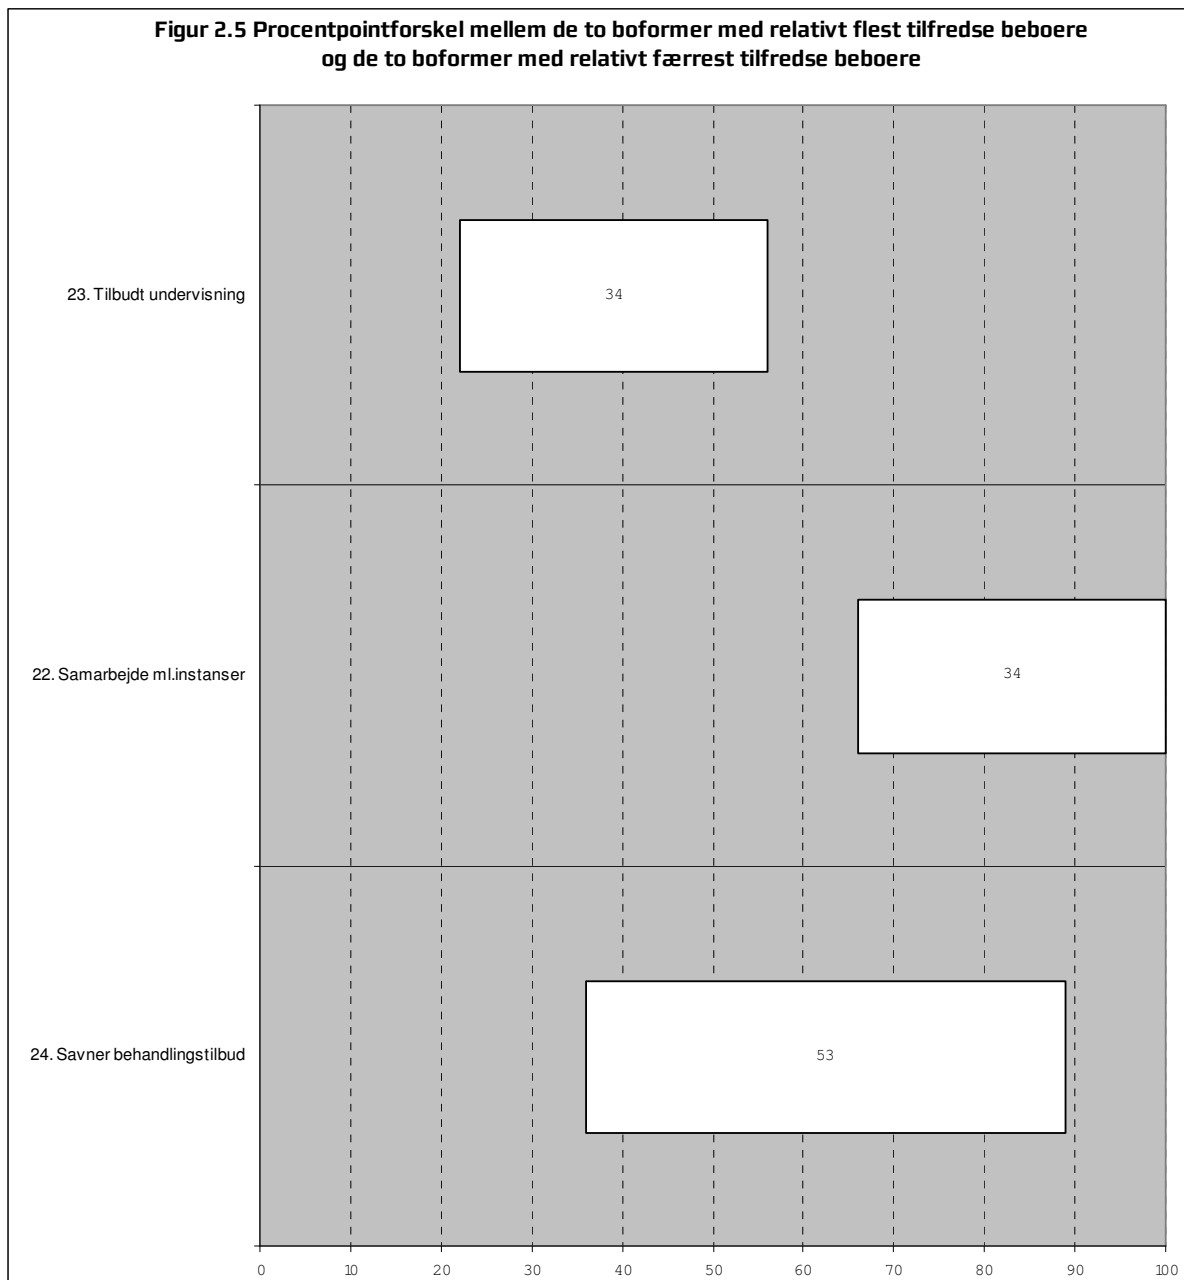 Figur 2.5 Procentpointforskel mellem de to boformer med relativt flest tilfredse beboere
og de to boformer med relativt færrest tilfredse beboere
23. Tilbudt undervisning
34
22. Samarbejde ml.instanser
34
24. Savner behandlingstilbud
53
0 10 20 30 40 50 60 70 80 90 100